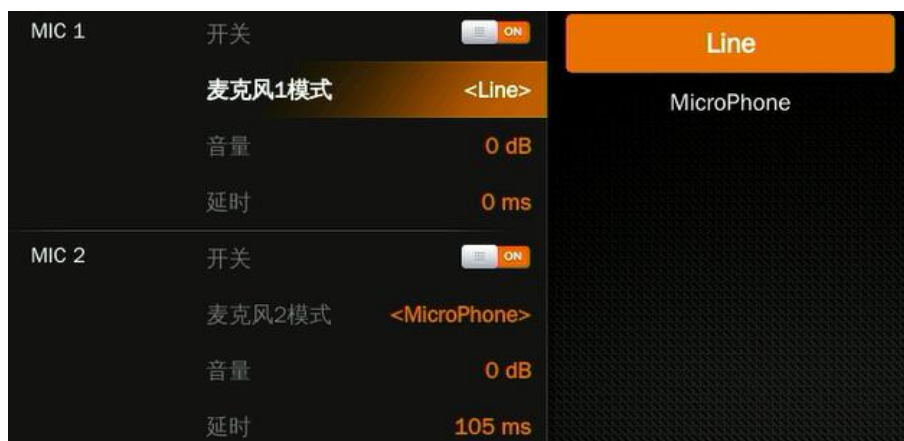 MIC 1 开关 ON
麦克风1模式 <Line>
音量 0 dB
延时 0 ms
MIC 2 开关 ON
麦克风2模式 <MicroPhone>
音量 0 dB
延时 105 ms
Line
MicroPhone